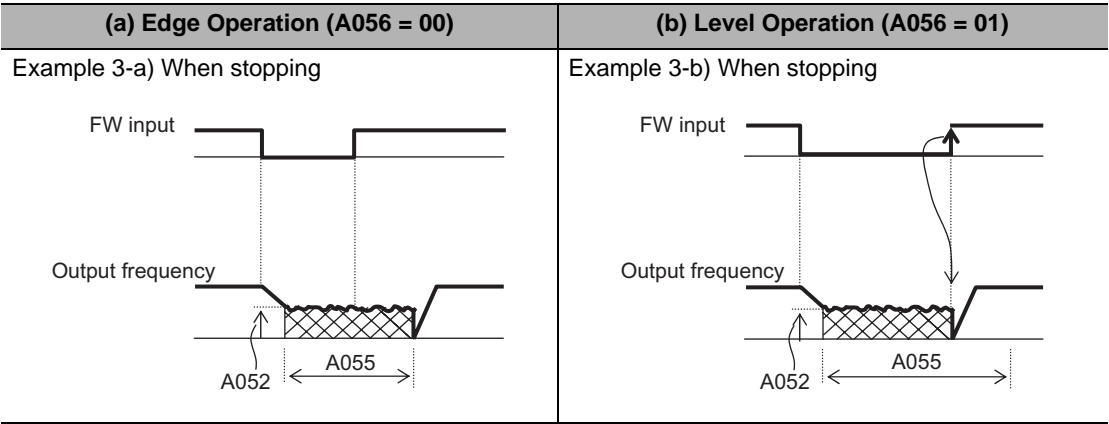 (a) Edge Operation (A056 = 00)
(b) Level Operation (A056 = 01)
Example 3-a) When stopping
FW input
Output frequency
A052
A055
Example 3-b) When stopping
FW input
Output frequency
A052
A055